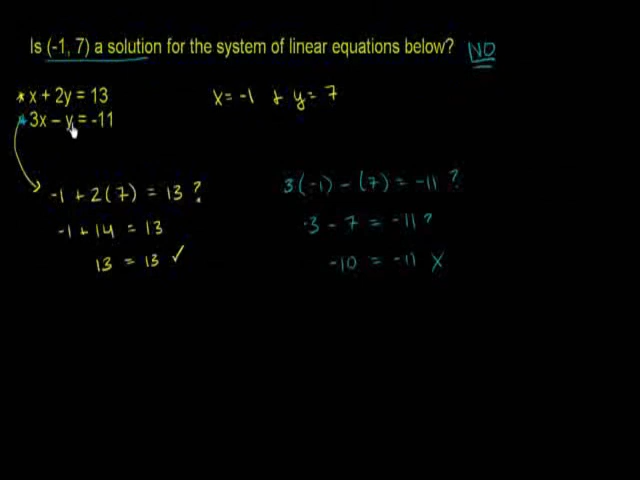 Is (-1, 7) a solution for the system of linear equations below? NO
* x + 2y = 13
x = -1 + y = 7
* 3x – y = -11
-1 + 2(7) = 13 ?
3(-1) - (7) = -11 ?
-1 + 14 = 13
-3 - 7 = -11 ?
13 = 13 ✓
-10 = -11 X